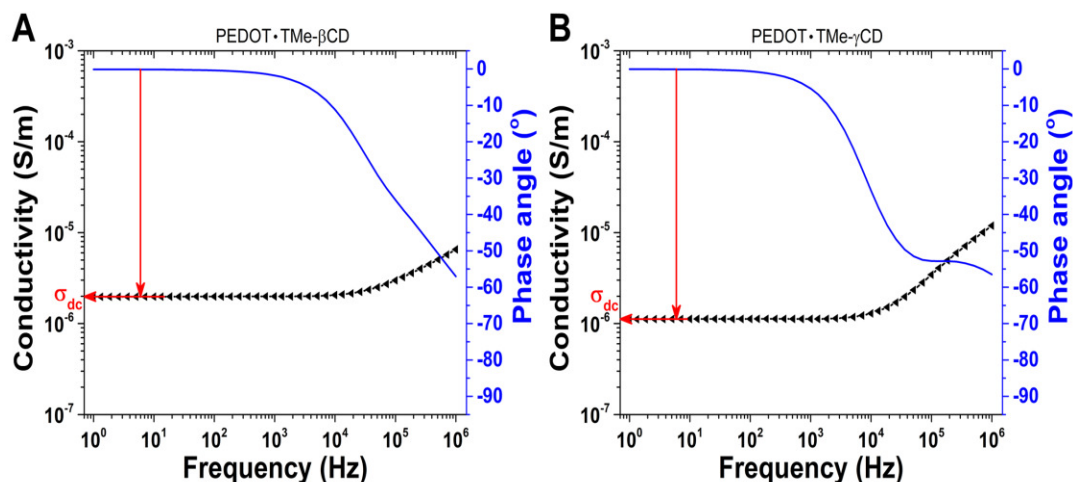 A
PEDOT•TMe-βCD
Conductivity (S/m)
10⁻³
10⁻⁴
10⁻⁵
10⁻⁶
10⁻⁷
σdc
0
-10
-20
-30
-40
-50
-60
-70
-80
-90
Phase angle (°)
10⁰ 10¹ 10² 10³ 10⁴ 10⁵ 10⁶
Frequency (Hz)
B
PEDOT•TMe-γCD
Conductivity (S/m)
10⁻³
10⁻⁴
10⁻⁵
10⁻⁶
10⁻⁷
σdc
0
-10
-20
-30
-40
-50
-60
-70
-80
-90
Phase angle (°)
10⁰ 10¹ 10² 10³ 10⁴ 10⁵ 10⁶
Frequency (Hz)